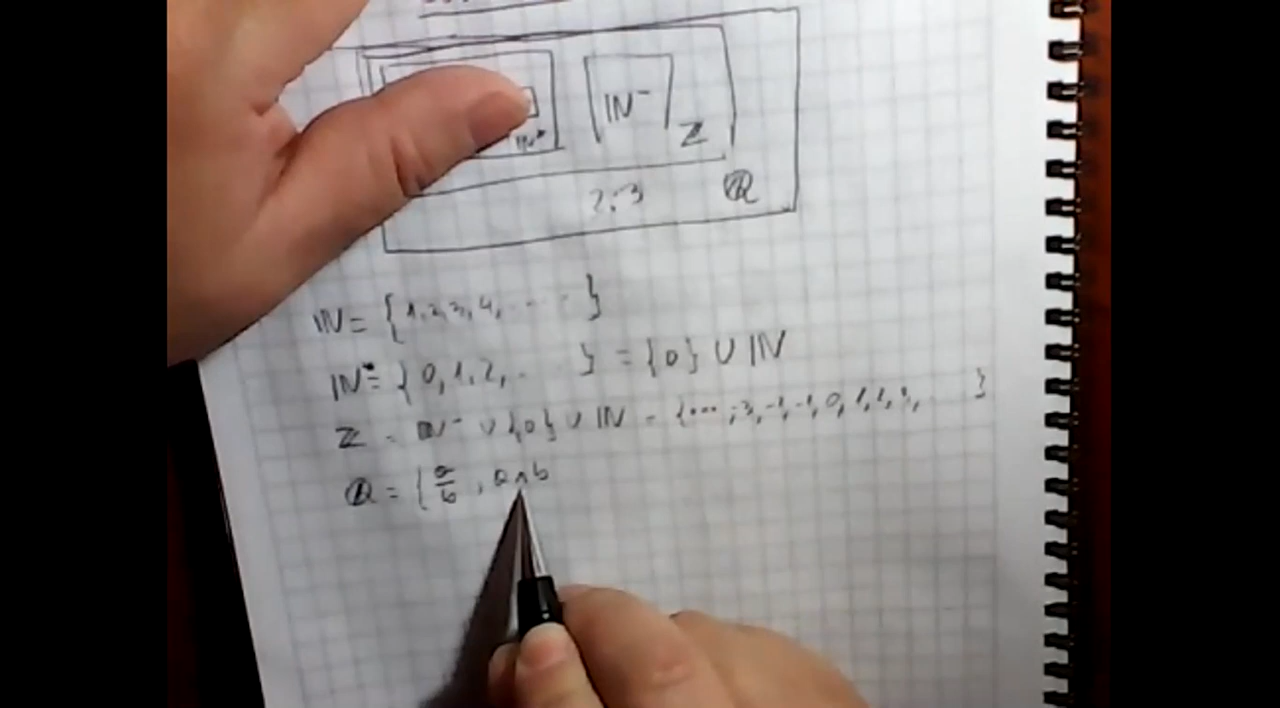 IN*
IN⁻
Z
2:3
Q
IN = {1, 2, 3, 4, ... }
IN* = {0, 1, 2, ... } = {0} ∪ IN
Z = IN⁻ ∪ {0} ∪ IN = {..., -3, -2, -1, 0, 1, 2, 3, ... }
Q = { a/b , a ∧ b